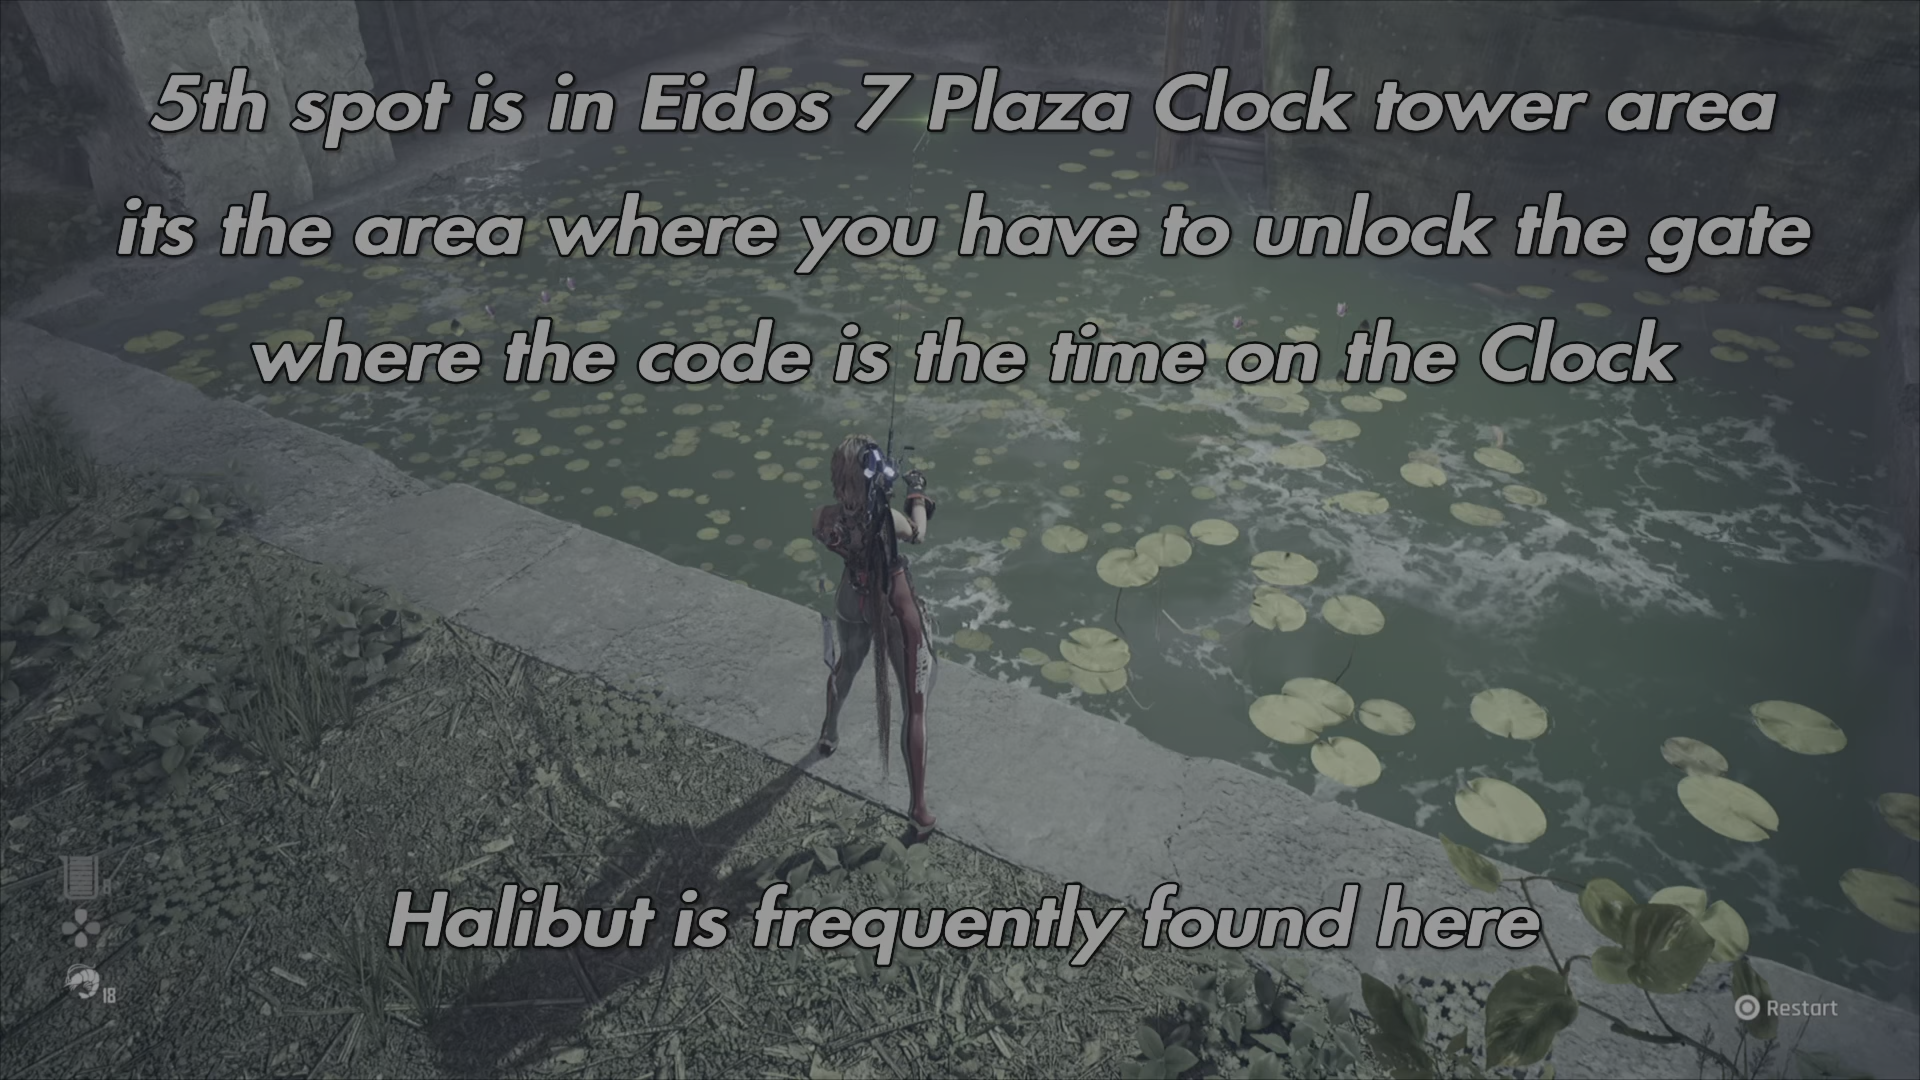 5th spot is in Eidos 7 Plaza Clock tower area
its the area where you have to unlock the gate
where the code is the time on the Clock
Halibut is frequently found here
18
Restart